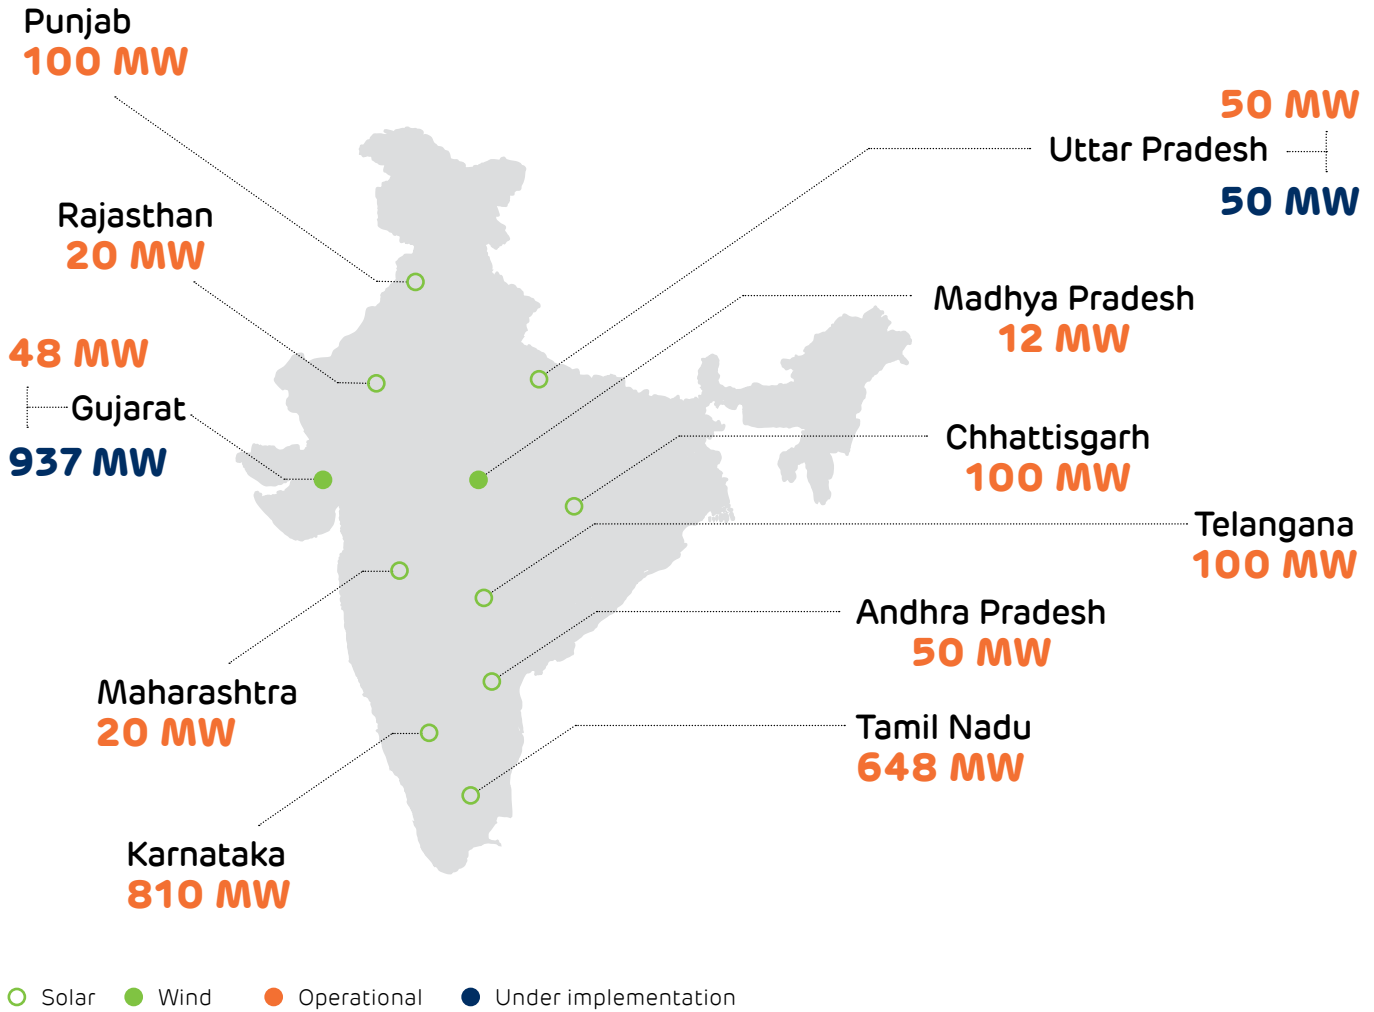 Punjab
100 MW
Rajasthan
20 MW
48 MW
Gujarat
937 MW
Maharashtra
20 MW
Karnataka
810 MW
50 MW
Uttar Pradesh
50 MW
Madhya Pradesh
12 MW
Chhattisgarh
100 MW
Telangana
100 MW
Andhra Pradesh
50 MW
Tamil Nadu
648 MW
Solar Wind Operational Under implementation